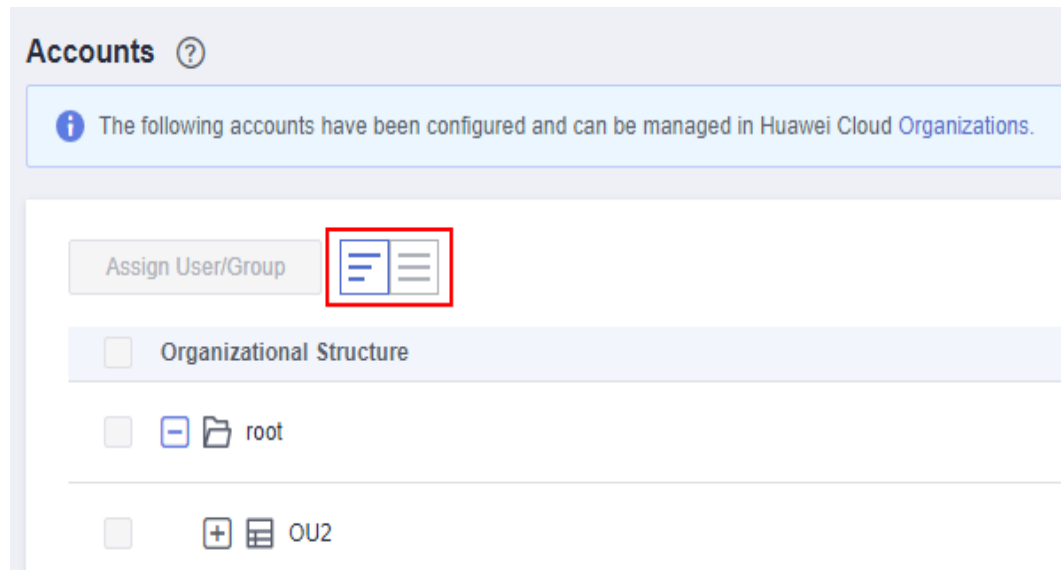 Accounts ?
The following accounts have been configured and can be managed in Huawei Cloud Organizations.
Assign User/Group
Organizational Structure
root
OU2